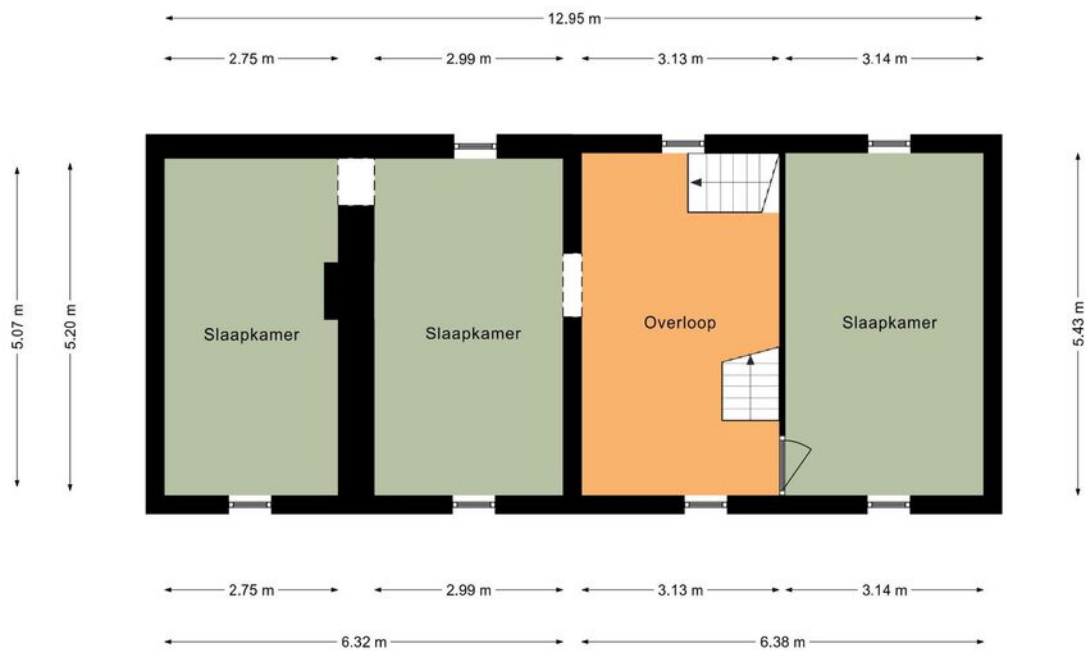 12.95 m
2.75 m 2.99 m 3.13 m 3.14 m
5.07 m
5.20 m
Slaapkamer
Slaapkamer
Overloop
Slaapkamer
5.43 m
2.75 m 2.99 m 3.13 m 3.14 m
6.32 m 6.38 m